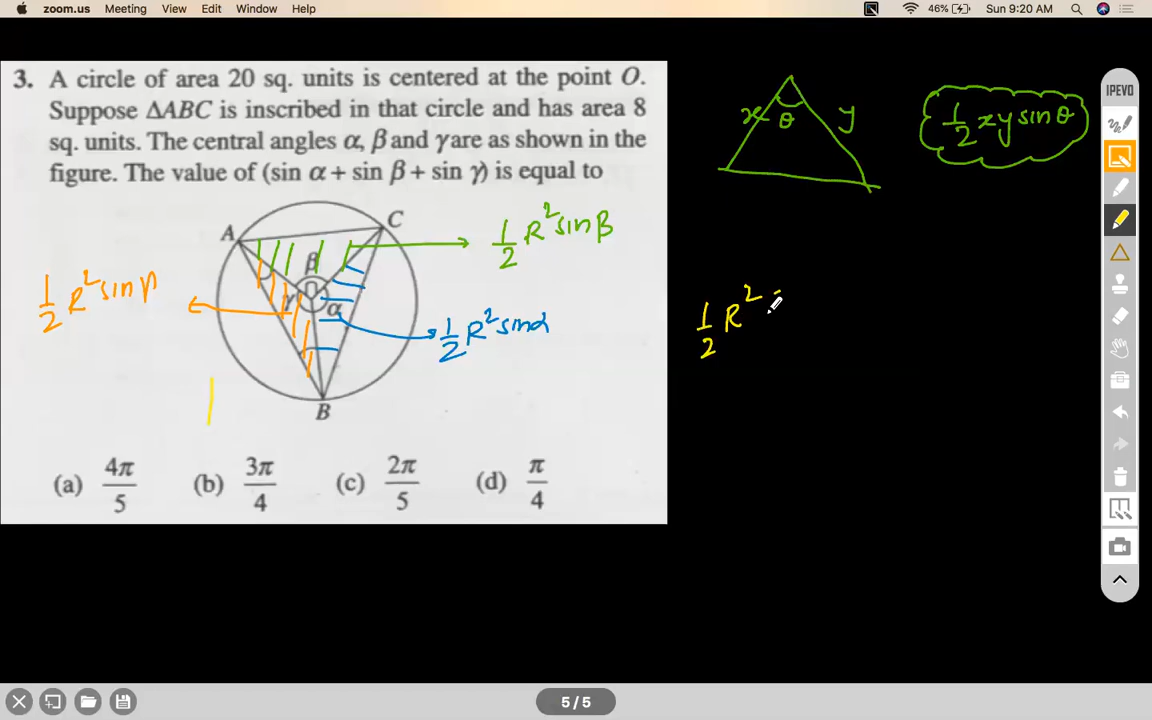 zoom.us Meeting View Edit Window Help 46% Sun 9:20 AM
3. A circle of area 20 sq. units is centered at the point O.
Suppose ΔABC is inscribed in that circle and has area 8
sq. units. The central angles α, β and γ are as shown in the
figure. The value of (sin α + sin β + sin γ) is equal to
x θ y
1/2 xy sin θ
IPEVO
A C
β
O
γ α
B
1/2 R² sin β
1/2 R² sin γ
1/2 R² sin α
1/2 R² =
(a) 4π/5 (b) 3π/4 (c) 2π/5 (d) π/4
5 / 5